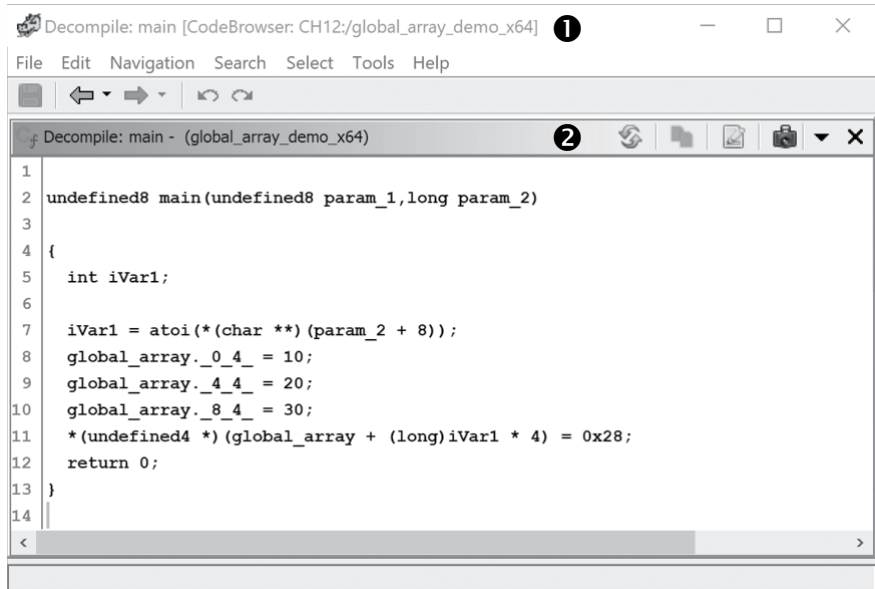 Decompile: main [CodeBrowser: CH12:/global_array_demo_x64] ❶
File Edit Navigation Search Select Tools Help
Decompile: main - (global_array_demo_x64) ❷
1
2 undefined8 main(undefined8 param_1,long param_2)
3
4 {
5 int iVar1;
6
7 iVar1 = atoi(*(char **)(param_2 + 8));
8 global_array._0_4_ = 10;
9 global_array._4_4_ = 20;
10 global_array._8_4_ = 30;
11 *(undefined4 *)(global_array + (long)iVar1 * 4) = 0x28;
12 return 0;
13 }
14